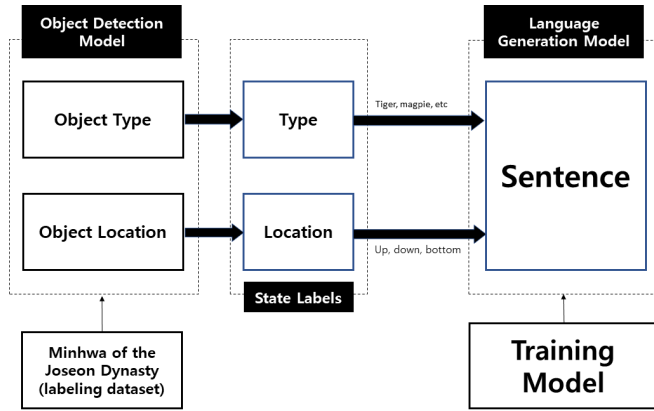 Object Detection
Model
Language
Generation Model
Object Type
Type
Tiger, magpie, etc
Sentence
Object Location
Location
Up, down, bottom
State Labels
Minhwa of the
Joseon Dynasty
(labeling dataset)
Training
Model